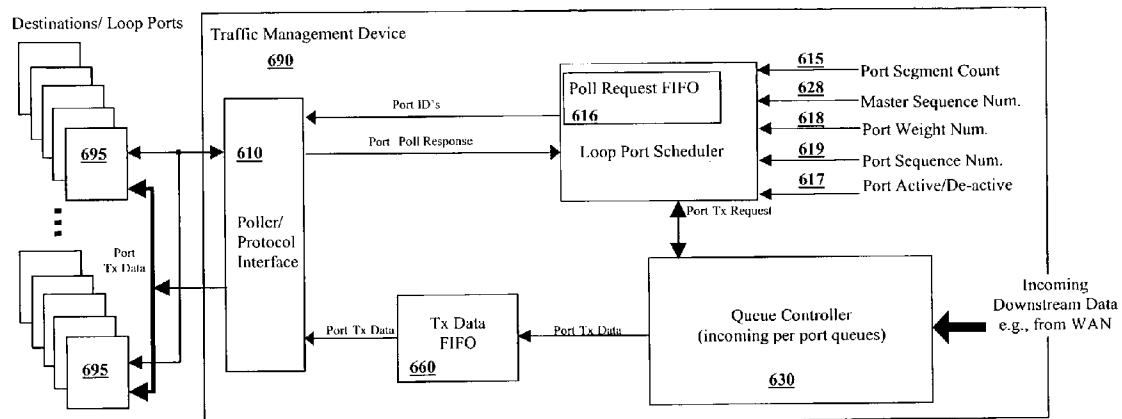 Destinations/ Loop Ports
Traffic Management Device
690
Port ID's
Port Poll Response
Poll Request FIFO
616
Loop Port Scheduler
615
Port Segment Count
628
Master Sequence Num.
618
Port Weight Num.
619
Port Sequence Num.
617
Port Active/De-active
Port Tx Request
695
610
Poller/
Protocol
Interface
Port
Tx Data
695
Port Tx Data
Tx Data
FIFO
660
Port Tx Data
Queue Controller
(incoming per port queues)
630
Incoming
Downstream Data
e.g., from WAN